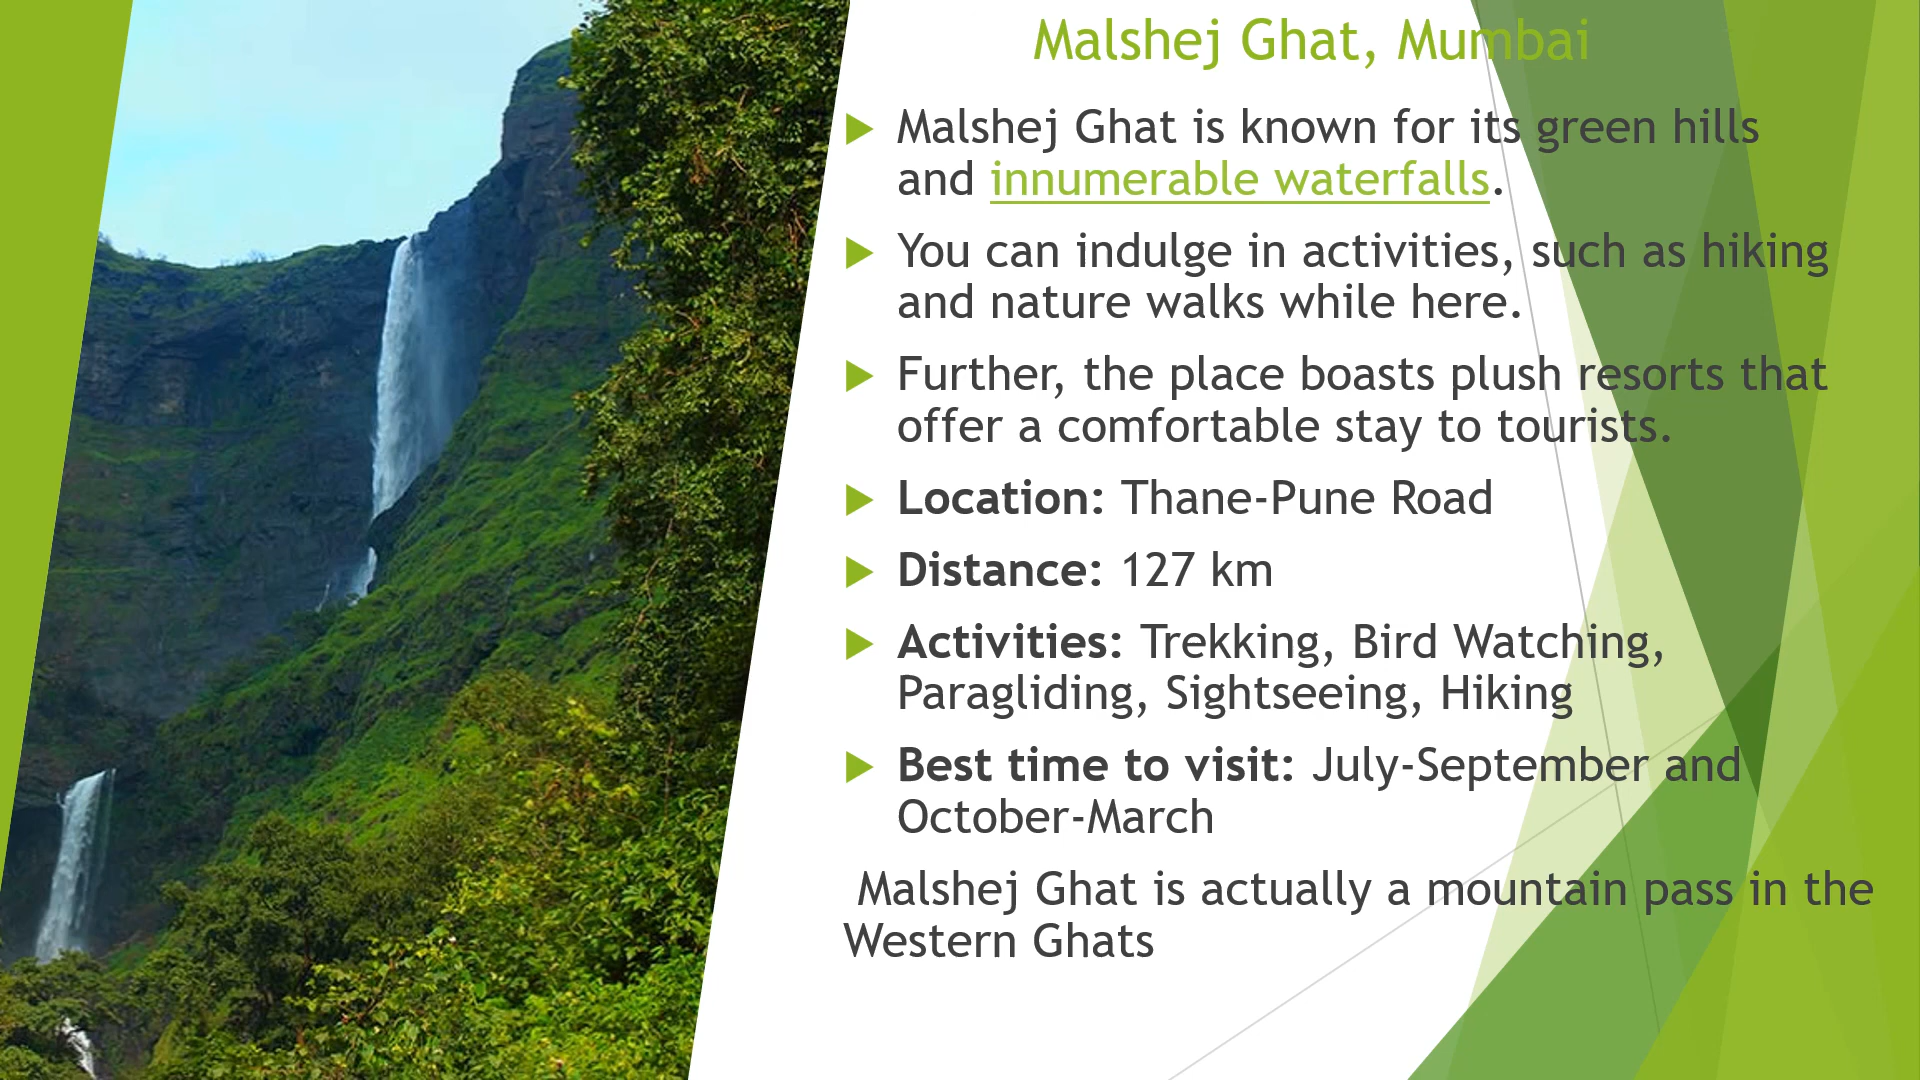 Malshej Ghat, Mumbai
Malshej Ghat is known for its green hills
and innumerable waterfalls.
You can indulge in activities, such as hiking
and nature walks while here.
Further, the place boasts plush resorts that
offer a comfortable stay to tourists.
Location: Thane-Pune Road
Distance: 127 km
Activities: Trekking, Bird Watching,
Paragliding, Sightseeing, Hiking
Best time to visit: July-September and
October-March
Malshej Ghat is actually a mountain pass in the
Western Ghats